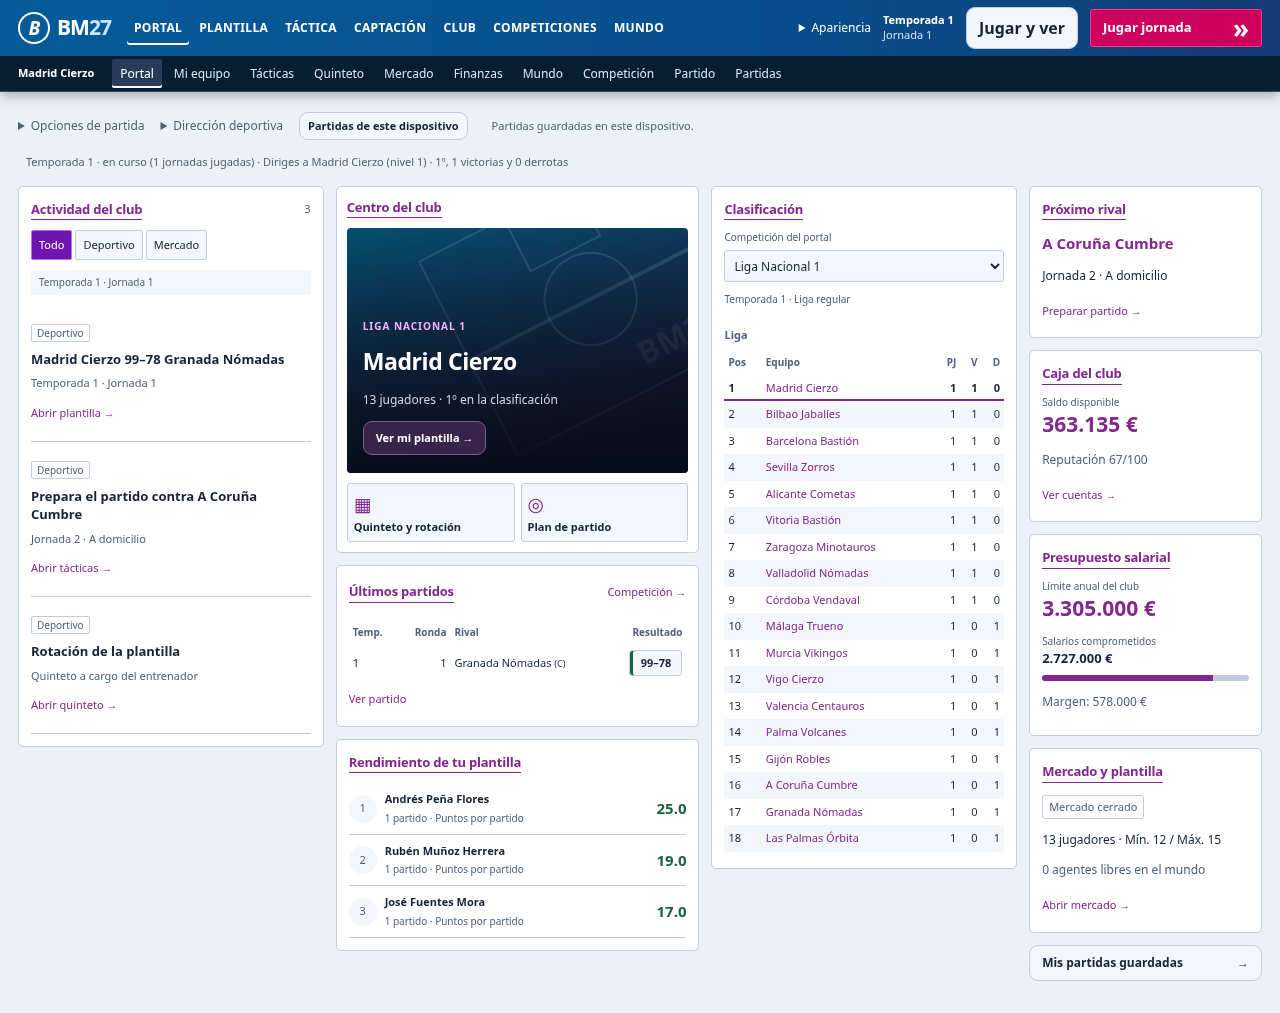 B BM27 PORTAL PLANTILLA TÁCTICA CAPTACIÓN CLUB COMPETICIONES MUNDO ▶ Apariencia Temporada 1 Jornada 1 Jugar y ver Jugar jornada »
Madrid Cierzo Portal Mi equipo Tácticas Quinteto Mercado Finanzas Mundo Competición Partido Partidas
▶ Opciones de partida ▶ Dirección deportiva Partidas de este dispositivo Partidas guardadas en este dispositivo.
Temporada 1 · en curso (1 jornadas jugadas) · Diriges a Madrid Cierzo (nivel 1) · 1º, 1 victorias y 0 derrotas
Actividad del club 3
Todo Deportivo Mercado
Temporada 1 · Jornada 1
Deportivo
Madrid Cierzo 99–78 Granada Nómadas
Temporada 1 · Jornada 1
Abrir plantilla →
Deportivo
Prepara el partido contra A Coruña
Cumbre
Jornada 2 · A domicilio
Abrir tácticas →
Deportivo
Rotación de la plantilla
Quinteto a cargo del entrenador
Abrir quinteto →
Centro del club
LIGA NACIONAL 1
Madrid Cierzo
13 jugadores · 1º en la clasificación
Ver mi plantilla →
▦ Quinteto y rotación
◎ Plan de partido
Últimos partidos Competición →
Temp. Ronda Rival Resultado
1 1 Granada Nómadas (C) 99–78
Ver partido
Rendimiento de tu plantilla
1 Andrés Peña Flores 25.0
1 partido · Puntos por partido
2 Rubén Muñoz Herrera 19.0
1 partido · Puntos por partido
3 José Fuentes Mora 17.0
1 partido · Puntos por partido
Clasificación
Competición del portal
Liga Nacional 1
Temporada 1 · Liga regular
Liga
Pos Equipo PJ V D
1 Madrid Cierzo 1 1 0
2 Bilbao Jabalíes 1 1 0
3 Barcelona Bastión 1 1 0
4 Sevilla Zorros 1 1 0
5 Alicante Cometas 1 1 0
6 Vitoria Bastión 1 1 0
7 Zaragoza Minotauros 1 1 0
8 Valladolid Nómadas 1 1 0
9 Córdoba Vendaval 1 1 0
10 Málaga Trueno 1 0 1
11 Murcia Vikingos 1 0 1
12 Vigo Cierzo 1 0 1
13 Valencia Centauros 1 0 1
14 Palma Volcanes 1 0 1
15 Gijón Robles 1 0 1
16 A Coruña Cumbre 1 0 1
17 Granada Nómadas 1 0 1
18 Las Palmas Órbita 1 0 1
Próximo rival
A Coruña Cumbre
Jornada 2 · A domicilio
Preparar partido →
Caja del club
Saldo disponible
363.135 €
Reputación 67/100
Ver cuentas →
Presupuesto salarial
Límite anual del club
3.305.000 €
Salarios comprometidos
2.727.000 €
Margen: 578.000 €
Mercado y plantilla
Mercado cerrado
13 jugadores · Mín. 12 / Máx. 15
0 agentes libres en el mundo
Abrir mercado →
Mis partidas guardadas →